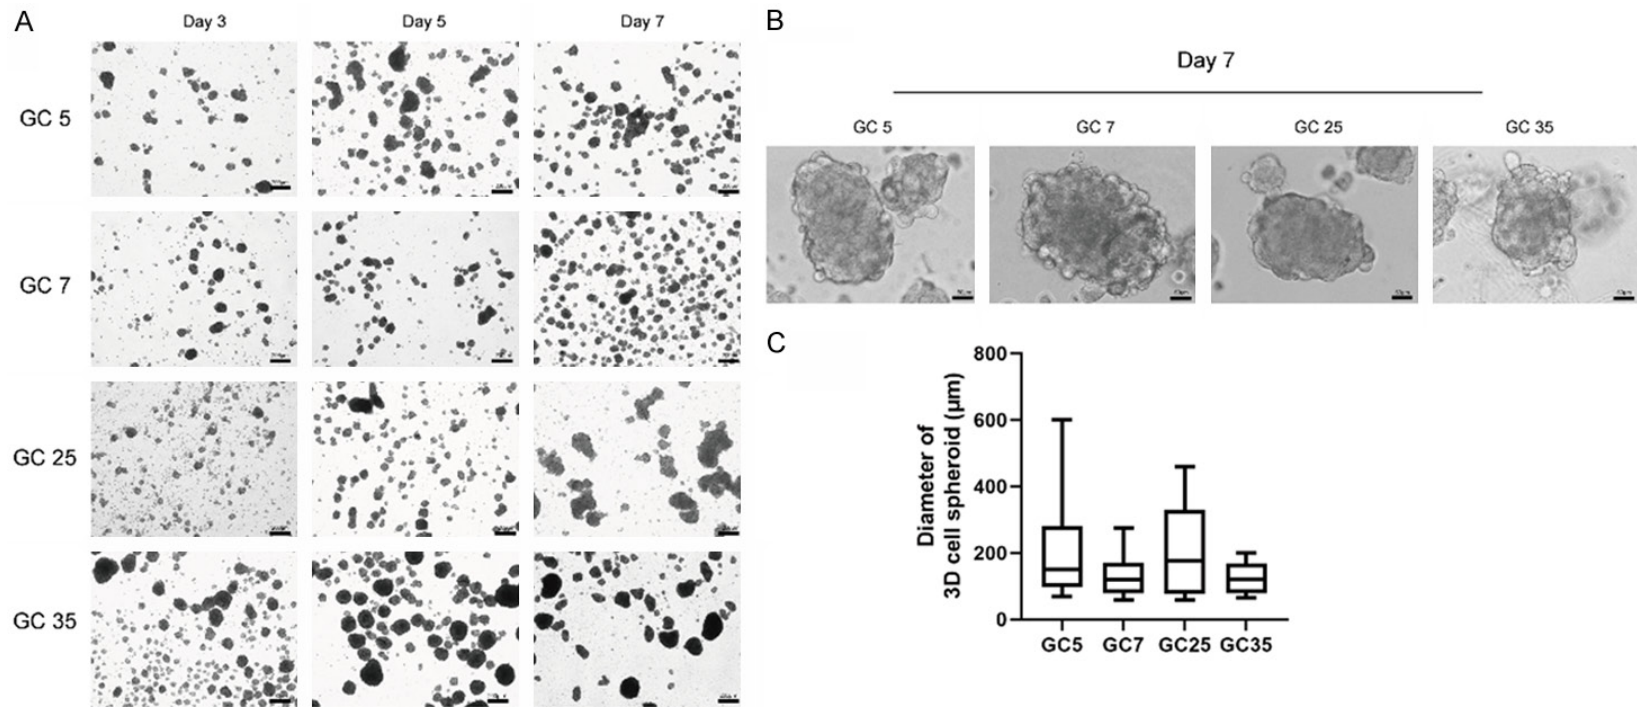 A
Day 3
Day 5
Day 7
GC 5
GC 7
GC 25
GC 35
B
Day 7
GC 5
GC 7
GC 25
GC 35
C
Diameter of
3D cell spheroid (μm)
800
600
400
200
0
GC5
GC7
GC25
GC35